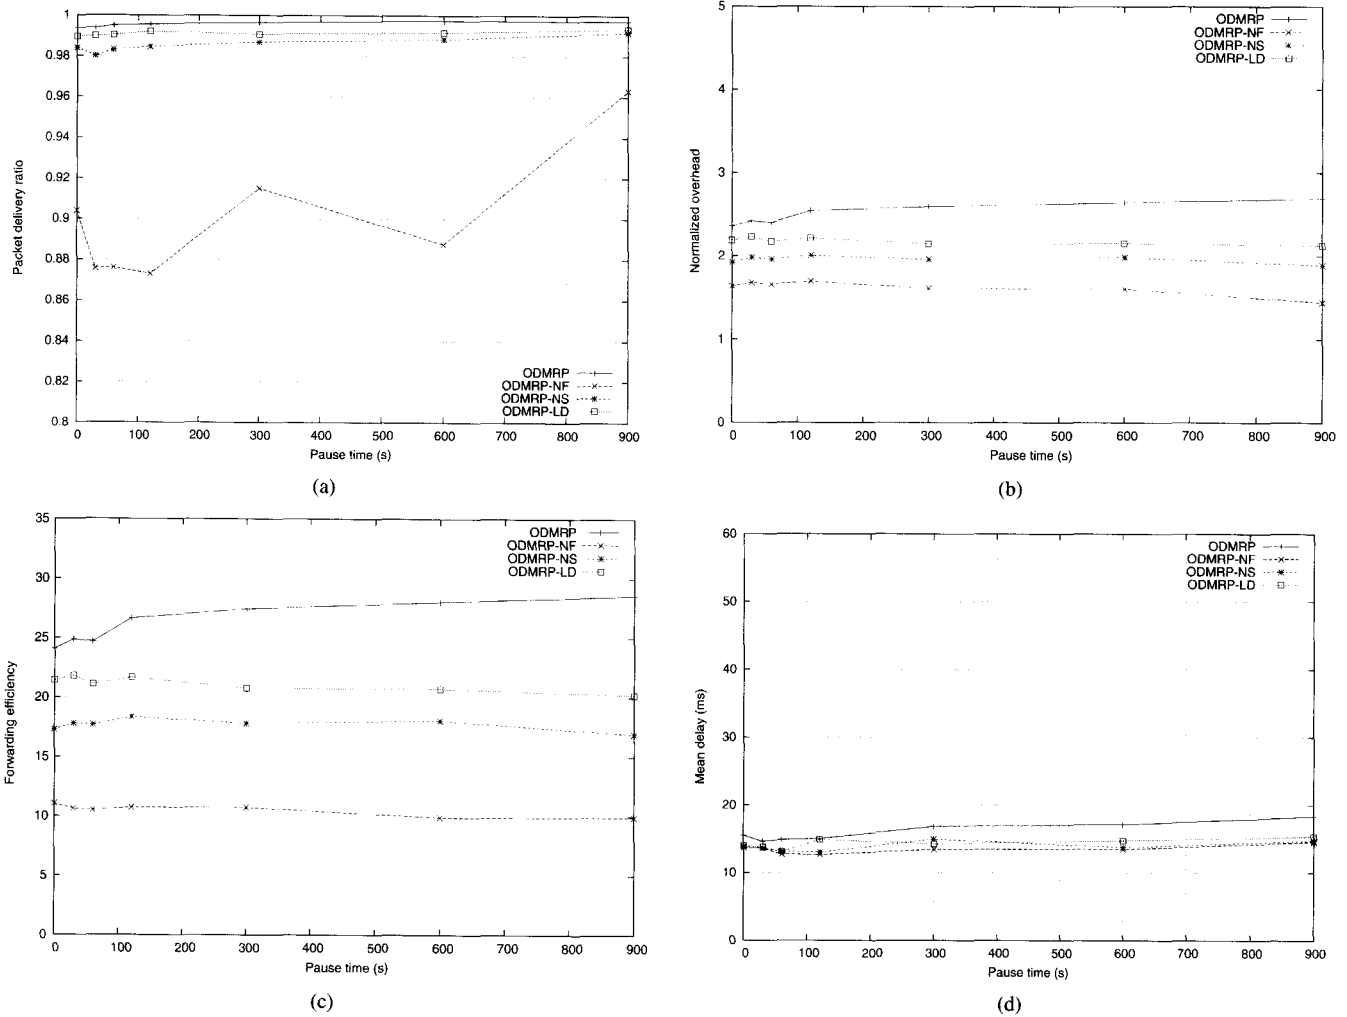 1
0.98
0.96
0.94
0.92
0.9
0.88
0.86
0.84
0.82
0.8
Packet delivery ratio
ODMRP
ODMRP-NF
ODMRP-NS
ODMRP-LD
0 100 200 300 400 500 600 700 800 900
Pause time (s)
(a)
5
4
3
2
1
0
Normalized overhead
ODMRP
ODMRP-NF
ODMRP-NS
ODMRP-LD
0 100 200 300 400 500 600 700 800 900
Pause time (s)
(b)
35
30
25
20
15
10
5
0
Forwarding efficiency
ODMRP
ODMRP-NF
ODMRP-NS
ODMRP-LD
0 100 200 300 400 500 600 700 800 900
Pause time (s)
(c)
60
50
40
30
20
10
0
Mean delay (ms)
ODMRP
ODMRP-NF
ODMRP-NS
ODMRP-LD
0 100 200 300 400 500 600 700 800 900
Pause time (s)
(d)